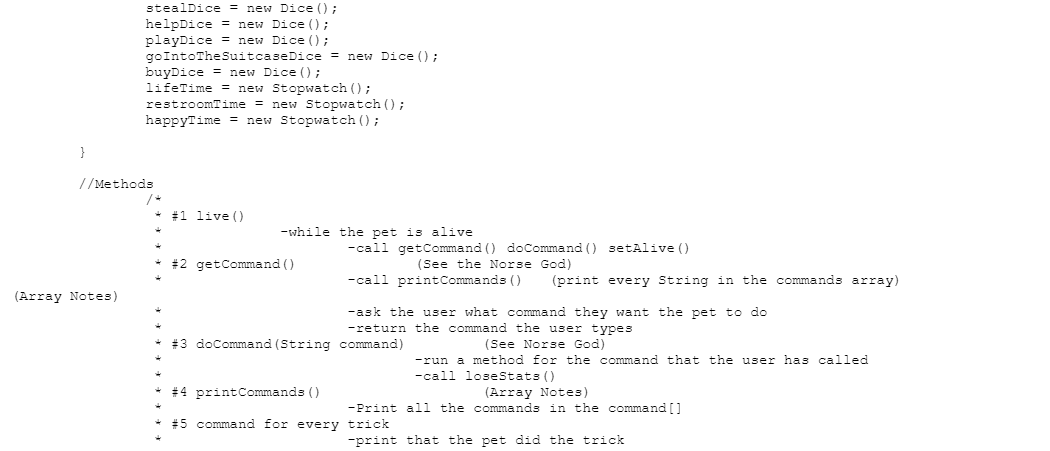 stealDice = new Dice();
helpDice = new Dice();
playDice = new Dice();
goIntoTheSuitcaseDice = new Dice();
buyDice = new Dice();
lifeTime = new Stopwatch();
restroomTime = new Stopwatch();
happyTime = new Stopwatch();
}
//Methods
/*
* #1 live()
* -while the pet is alive
* -call getCommand() doCommand() setAlive()
* #2 getCommand() (See the Norse God)
* -call printCommands() (print every String in the commands array)
(Array Notes)
* -ask the user what command they want the pet to do
* -return the command the user types
* #3 doCommand(String command) (See Norse God)
* -run a method for the command that the user has called
* -call loseStats()
* #4 printCommands() (Array Notes)
* -Print all the commands in the command[]
* #5 command for every trick
* -print that the pet did the trick